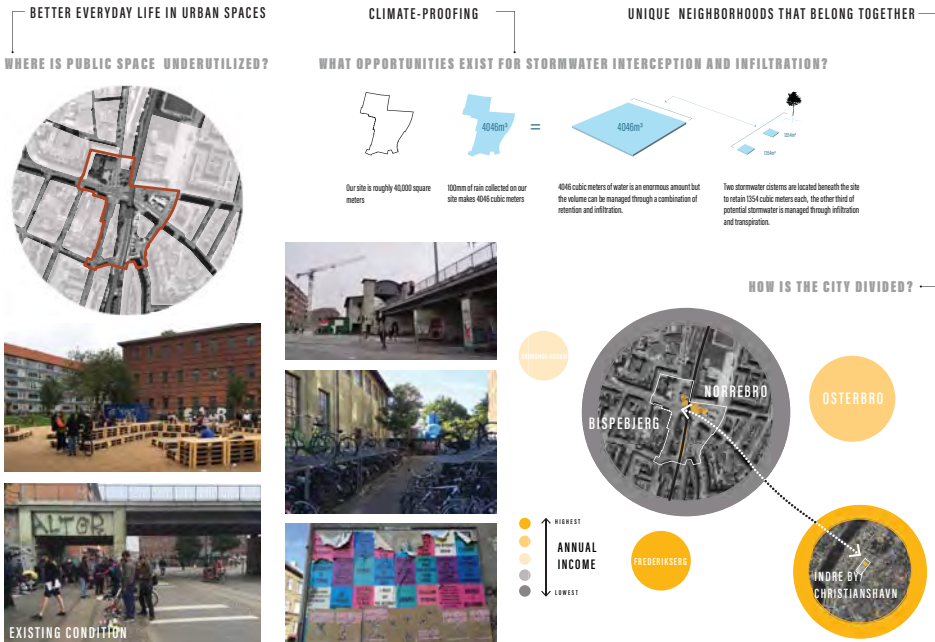 BETTER EVERYDAY LIFE IN URBAN SPACES
CLIMATE-PROOFING
UNIQUE NEIGHBORHOODS THAT BELONG TOGETHER
WHERE IS PUBLIC SPACE UNDERUTILIZED?
WHAT OPPORTUNITIES EXIST FOR STORMWATER INTERCEPTION AND INFILTRATION?
4046m³
=
4046m³
1354m³
1354m³
Our site is roughly 40,000 square
meters
100mm of rain collected on our
site makes 4046 cubic meters
4046 cubic meters of water is an enormous amount but
the volume can be managed through a combination of
retention and infiltration.
Two stormwater cisterns are located beneath the site
to retain 1354 cubic meters each, the other third of
potential stormwater is managed through infiltration
and transpiration.
HOW IS THE CITY DIVIDED?
NORREBRO
BISPEBJERG
OSTERBRO
HIGHEST
ANNUAL
INCOME
LOWEST
FREDERIKSBERG
INDRE BY/
CHRISTIANSHAVN
ALTOR
EXISTING CONDITION